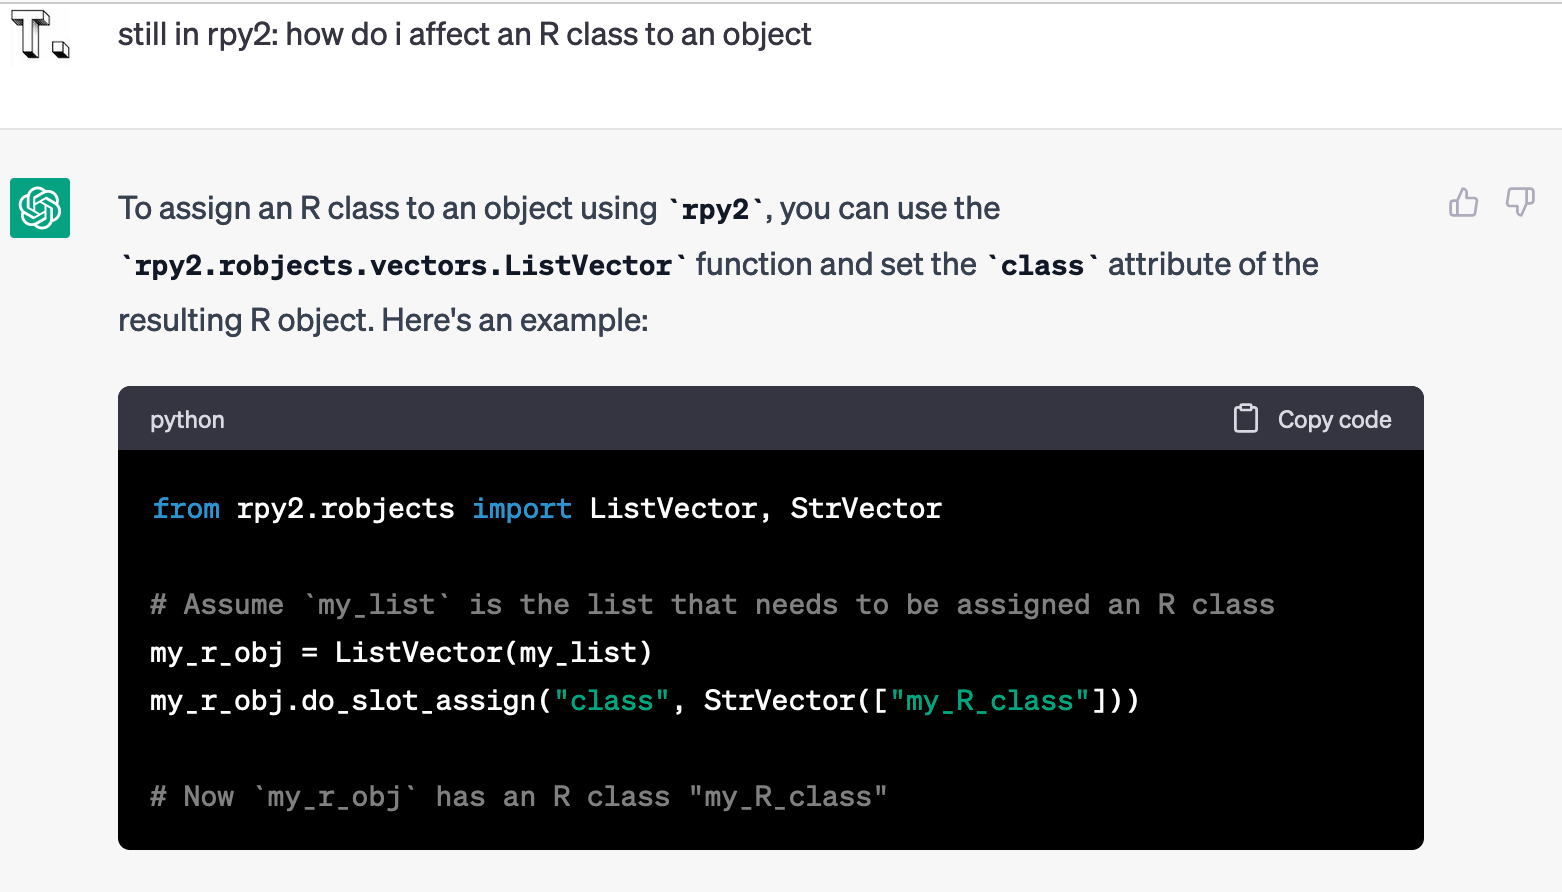 T.
still in rpy2: how do i affect an R class to an object
To assign an R class to an object using `rpy2`, you can use the
`rpy2.robjects.vectors.ListVector` function and set the `class` attribute of the
resulting R object. Here's an example:
python
Copy code
from rpy2.robjects import ListVector, StrVector
# Assume `my_list` is the list that needs to be assigned an R class
my_r_obj = ListVector(my_list)
my_r_obj.do_slot_assign("class", StrVector(["my_R_class"]))
# Now `my_r_obj` has an R class "my_R_class"